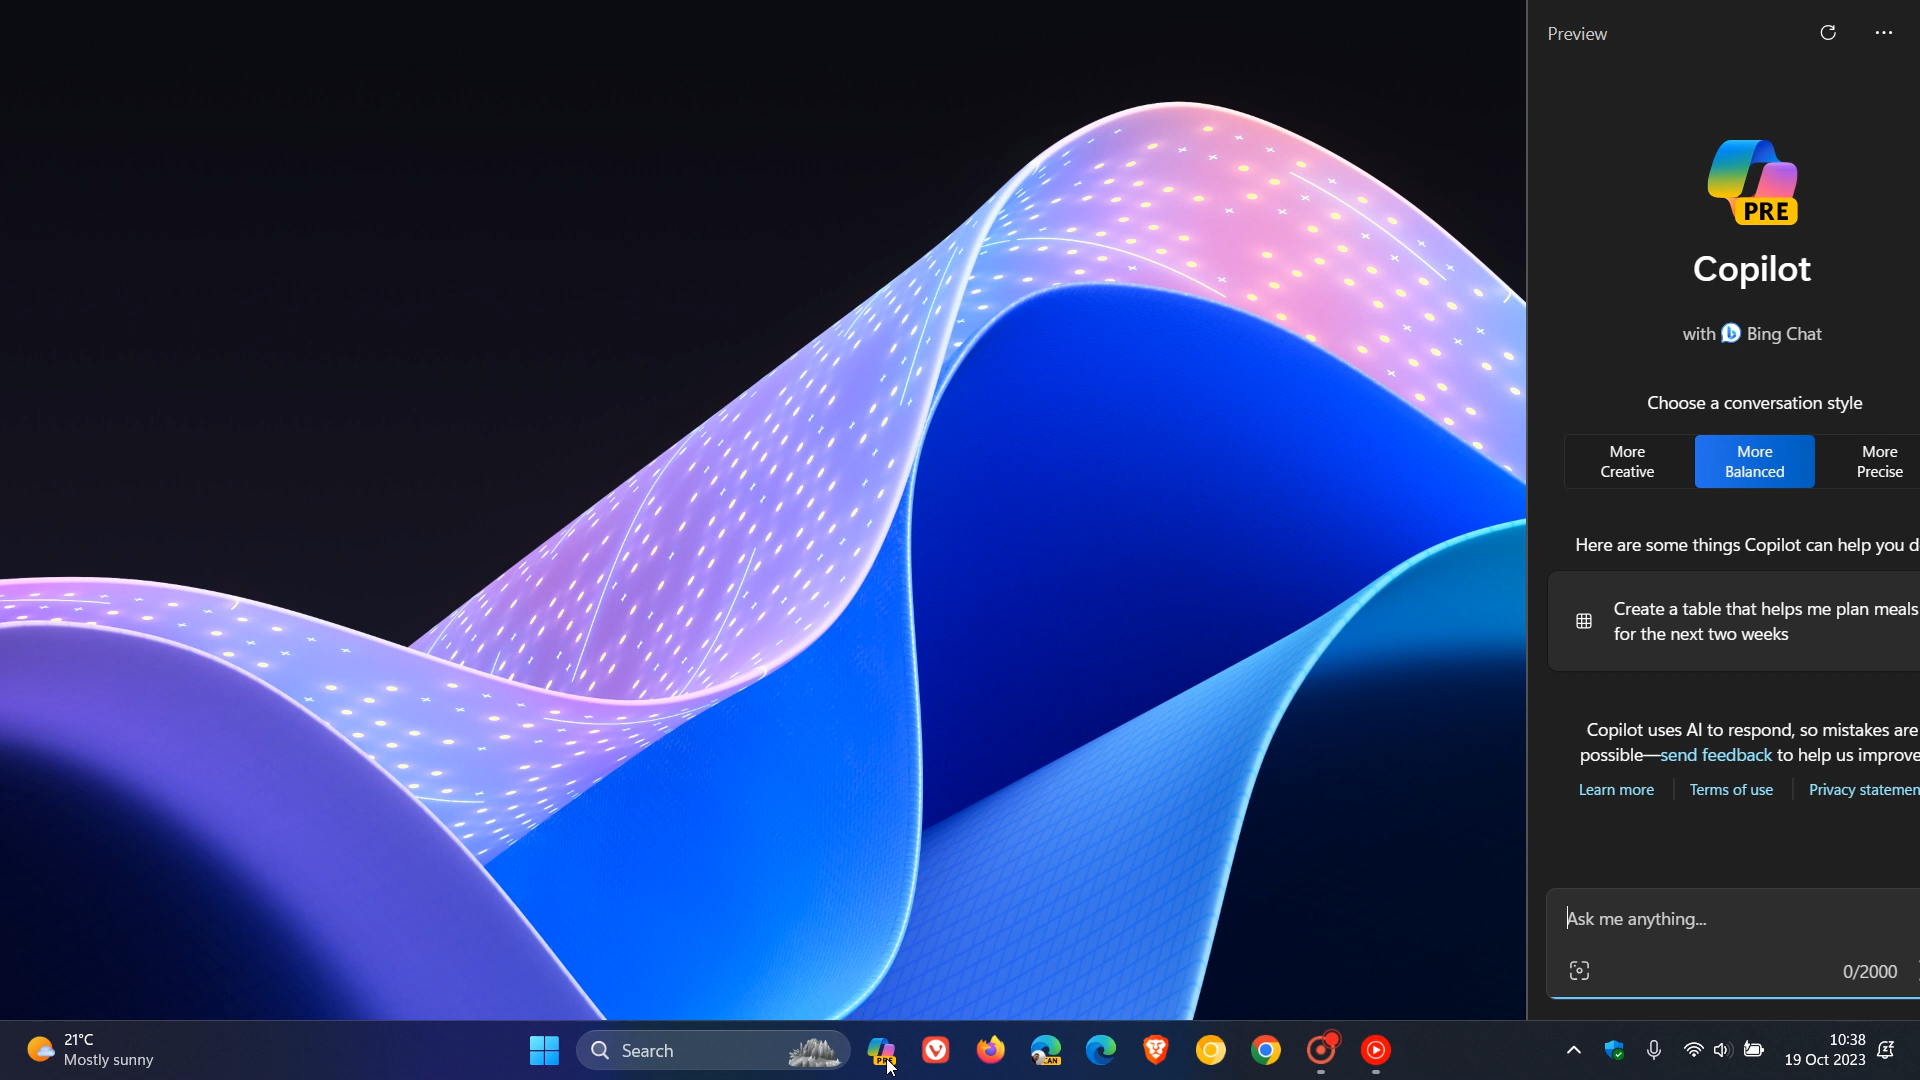 Preview
PRE
Copilot
with Bing Chat
Choose a conversation style
More
Creative
More
Balanced
More
Precise
Here are some things Copilot can help you
Create a table that helps me plan meals
for the next two weeks
Copilot uses AI to respond, so mistakes are
possible—send feedback to help us improve
Learn more
Terms of use
Privacy statemen
Ask me anything...
0/2000
21°C
Mostly sunny
Search
PRE
CAN
10:38
19 Oct 2023